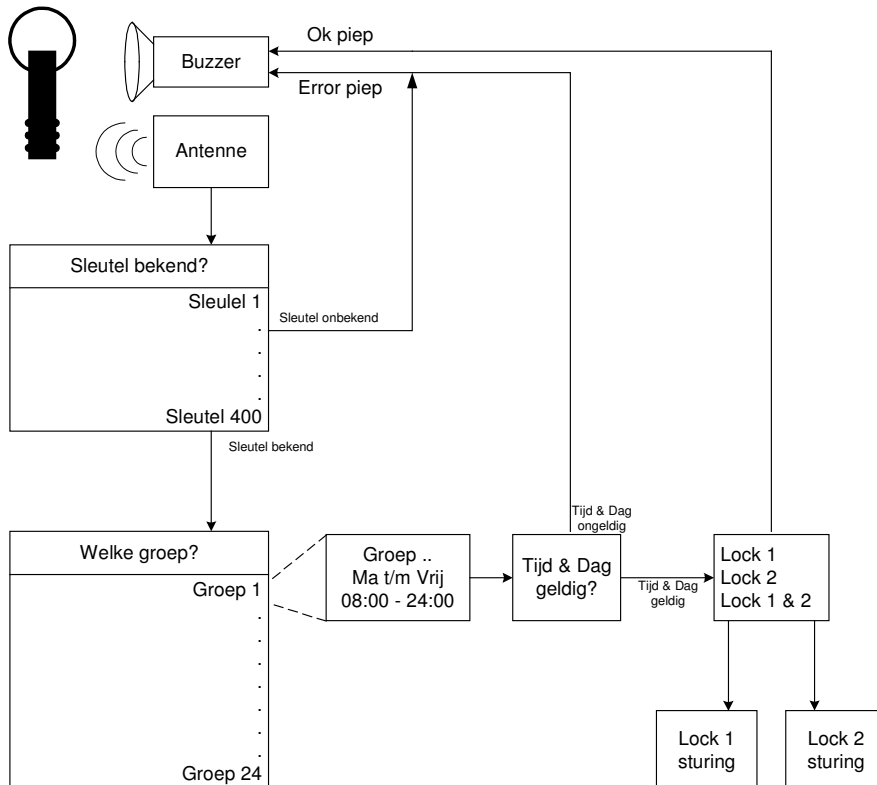 Ok piep
Buzzer
Error piep
Antenne
Sleutel bekend?
Sleulel 1
.
.
.
.
Sleutel 400
Sleutel onbekend
Sleutel bekend
Welke groep?
Groep 1
.
.
.
.
.
.
.
Groep 24
Groep ..
Ma t/m Vrij
08:00 - 24:00
Tijd & Dag
geldig?
Tijd & Dag
ongeldig
Tijd & Dag
geldig
Lock 1
Lock 2
Lock 1 & 2
Lock 1
sturing
Lock 2
sturing